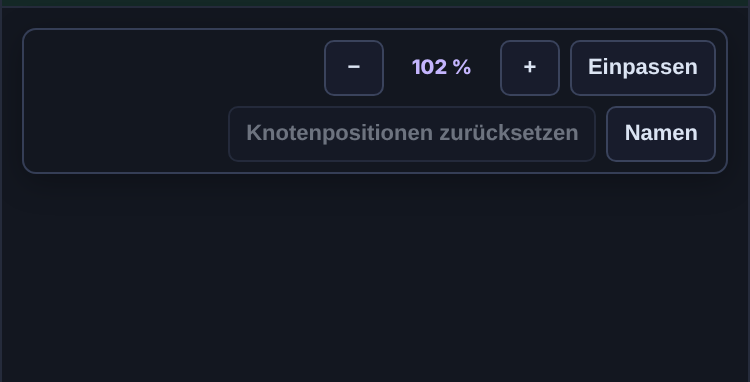 − 102 % + Einpassen
Knotenpositionen zurücksetzen Namen